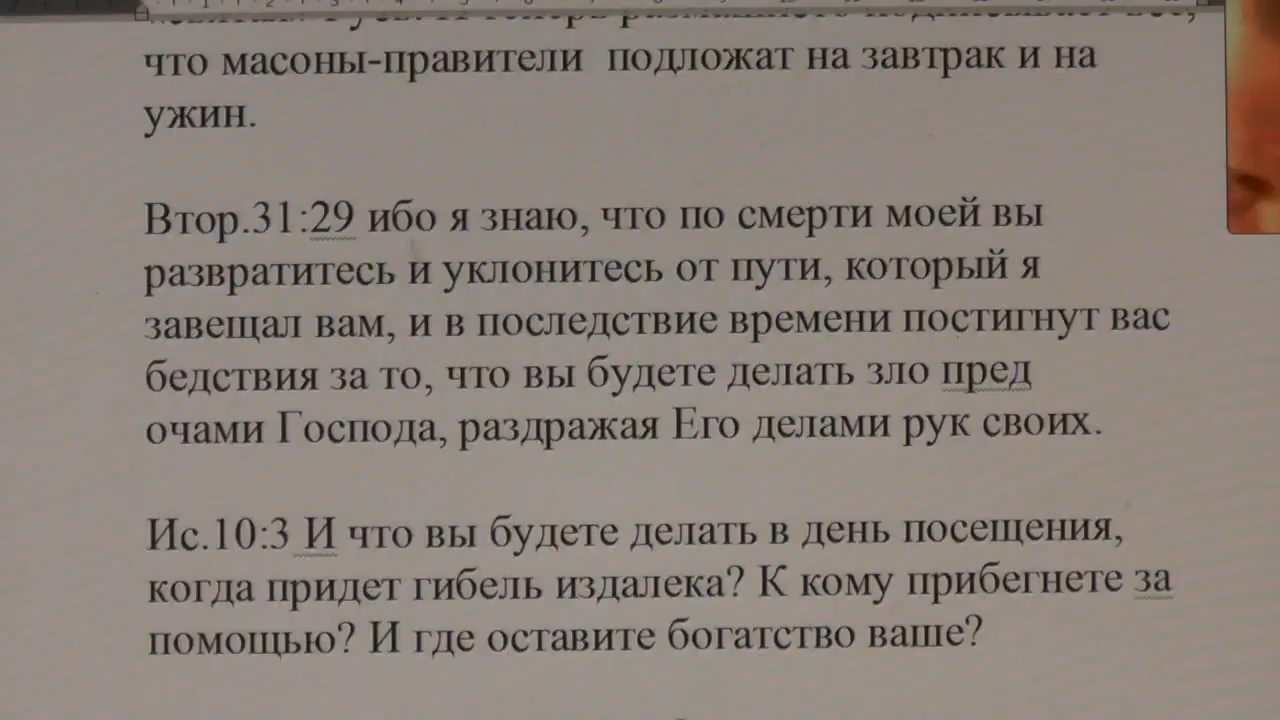 что масоны-правители подложат на завтрак и на
ужин.
Втор.31:29 ибо я знаю, что по смерти моей вы
развратитесь и уклонитесь от пути, который я
завещал вам, и в последствие времени постигнут вас
бедствия за то, что вы будете делать зло пред
очами Господа, раздражая Его делами рук своих.
Ис.10:3 И что вы будете делать в день посещения,
когда придет гибель издалека? К кому прибегнете за
помощью? И где оставите богатство ваше?